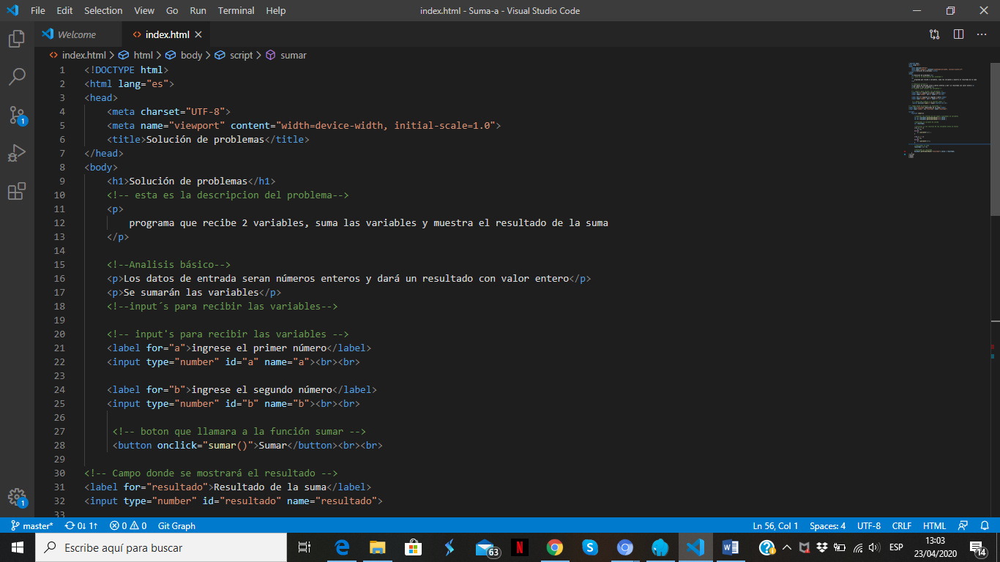 File Edit Selection View Go Run Terminal Help index.html - Suma-a - Visual Studio Code
Welcome index.html
index.html html body script sumar
1 <!DOCTYPE html>
2 <html lang="es">
3 <head>
4 <meta charset="UTF-8">
5 <meta name="viewport" content="width=device-width, initial-scale=1.0">
6 <title>Solución de problemas</title>
7 </head>
8 <body>
9 <h1>Solución de problemas</h1>
10 <!-- esta es la descripcion del problema-->
11 <p>
12 programa que recibe 2 variables, suma las variables y muestra el resultado de la suma
13 </p>
14
15 <!--Analisis básico-->
16 <p>Los datos de entrada seran números enteros y dará un resultado con valor entero</p>
17 <p>Se sumarán las variables</p>
18 <!--input´s para recibir las variables-->
19
20 <!-- input's para recibir las variables -->
21 <label for="a">ingrese el primer número</label>
22 <input type="number" id="a" name="a"><br><br>
23
24 <label for="b">ingrese el segundo número</label>
25 <input type="number" id="b" name="b"><br><br>
26
27 <!-- boton que llamara a la función sumar -->
28 <button onclick="sumar()">Sumar</button><br><br>
29
30 <!-- Campo donde se mostrará el resultado -->
31 <label for="resultado">Resultado de la suma</label>
32 <input type="number" id="resultado" name="resultado">
33
1
1
master* 0↓ 1↑ 0 0 Git Graph Ln 56, Col 1 Spaces: 4 UTF-8 CRLF HTML
Escribe aquí para buscar 63 N S W ESP 13:03
23/04/2020 14